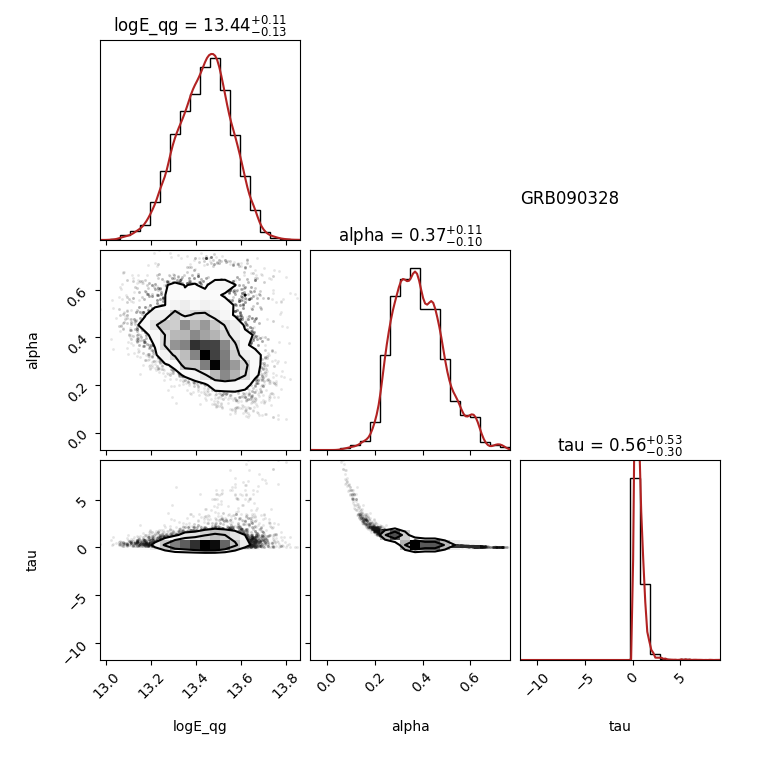 logE_qg = 13.44+0.11−0.13
GRB090328
alpha = 0.37+0.11−0.10
0.6
0.4
0.2
0.0
alpha
tau = 0.56+0.53−0.30
5
0
−5
−10
tau
13.0 13.2 13.4 13.6 13.8
0.0 0.2 0.4 0.6
−10 −5 0 5
logE_qg alpha tau